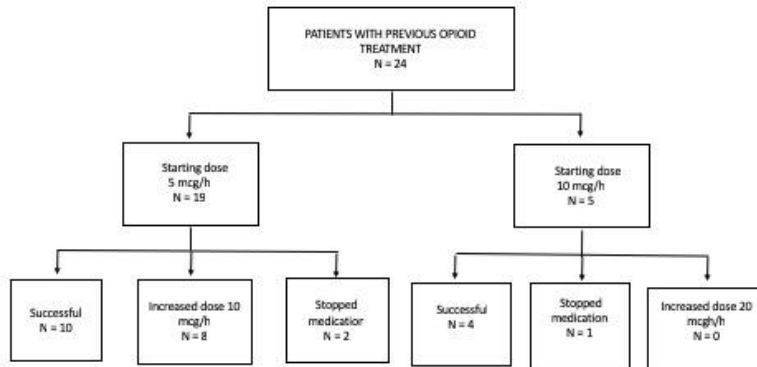 PATIENTS WITH PREVIOUS OPIOID
TREATMENT
N = 24
Starting dose
5 mcg/h
N = 19
Starting dose
10 mcg/h
N = 5
Successful
N = 10
Increased dose 10
mcg/h
N = 8
Stopped
medication
N = 2
Successful
N = 4
Stopped
medication
N = 1
Increased dose 20
mcgh/h
N = 0